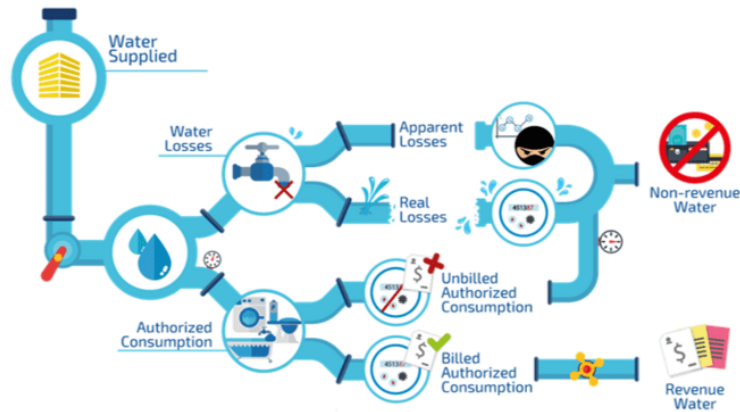 Water
Supplied
Water
Losses
Apparent
Losses
Real
Losses
Non-revenue
Water
Authorized
Consumption
Unbilled
Authorized
Consumption
Billed
Authorized
Consumption
Revenue
Water
451387
$
$
$